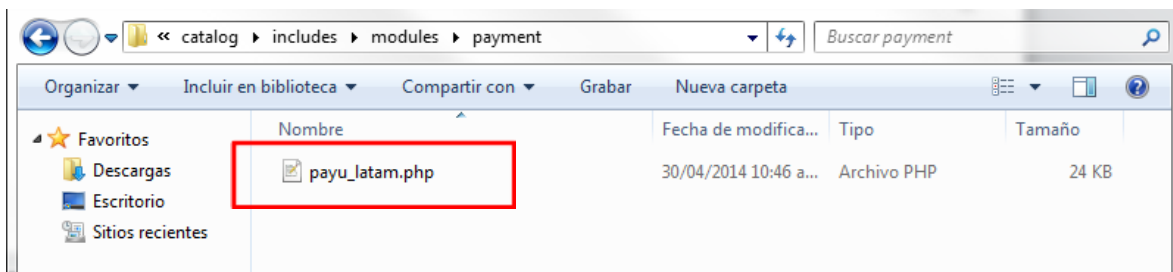 « catalog ▸ includes ▸ modules ▸ payment Buscar payment
Organizar Incluir en biblioteca Compartir con Grabar Nueva carpeta
Favoritos
Descargas
Escritorio
Sitios recientes
Nombre Fecha de modifica... Tipo Tamaño
payu_latam.php 30/04/2014 10:46 a... Archivo PHP 24 KB